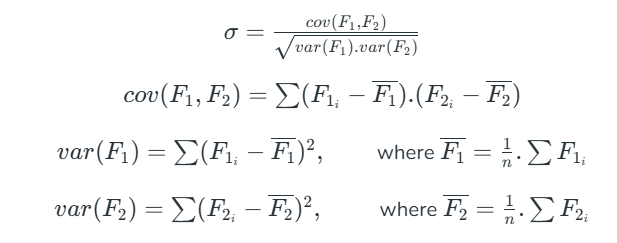 σ = cov(F₁,F₂) / √var(F₁).var(F₂)
cov(F₁, F₂) = ∑(F₁ᵢ − F̅₁).(F₂ᵢ − F̅₂)
var(F₁) = ∑(F₁ᵢ − F̅₁)², where F̅₁ = 1/n . ∑ F₁ᵢ
var(F₂) = ∑(F₂ᵢ − F̅₂)², where F̅₂ = 1/n . ∑ F₂ᵢ